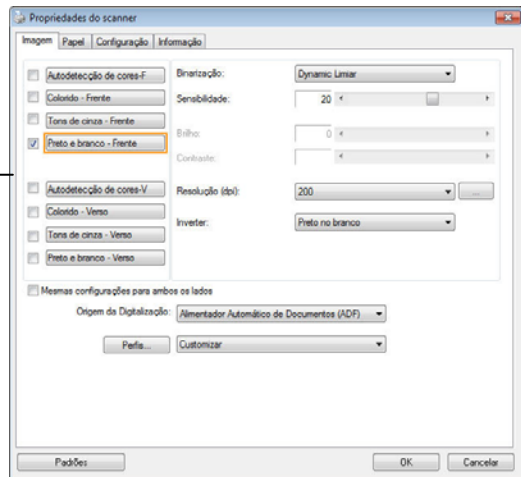 Propriedades do scanner
Imagem Papel Configuração Informação
Autodetecção de cores-F
Colorido - Frente
Tons de cinza - Frente
Preto e branco - Frente
Autodetecção de cores-V
Colorido - Verso
Tons de cinza - Verso
Preto e branco - Verso
Binarização: Dynamic Limiar
Sensibilidade: 20
Brilho: 0
Contraste:
Resolução (dpi): 200 ...
Inverter: Preto no branco
Mesmas configurações para ambos os lados
Origem da Digitalização: Alimentador Automático de Documentos (ADF)
Perfis... Customizar
Padrões OK Cancelar